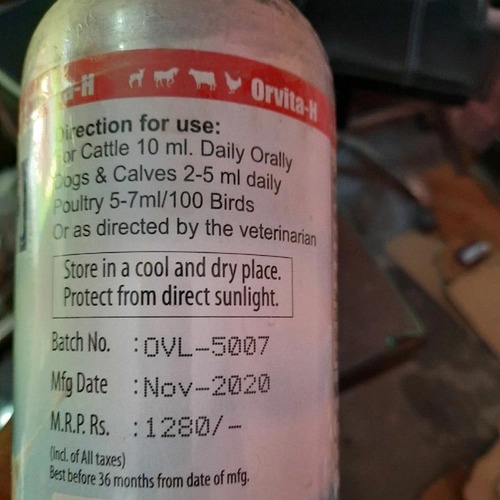 -H Orvita-H
Direction for use:
For Cattle 10 ml. Daily Orally
Dogs & Calves 2-5 ml daily
Poultry 5-7ml/100 Birds
Or as directed by the veterinarian
Store in a cool and dry place.
Protect from direct sunlight.
Batch No. :OVL-5007
Mfg Date :Nov-2020
M.R.P. Rs. :1280/-
(Incl. of All taxes)
Best before 36 months from date of mfg.